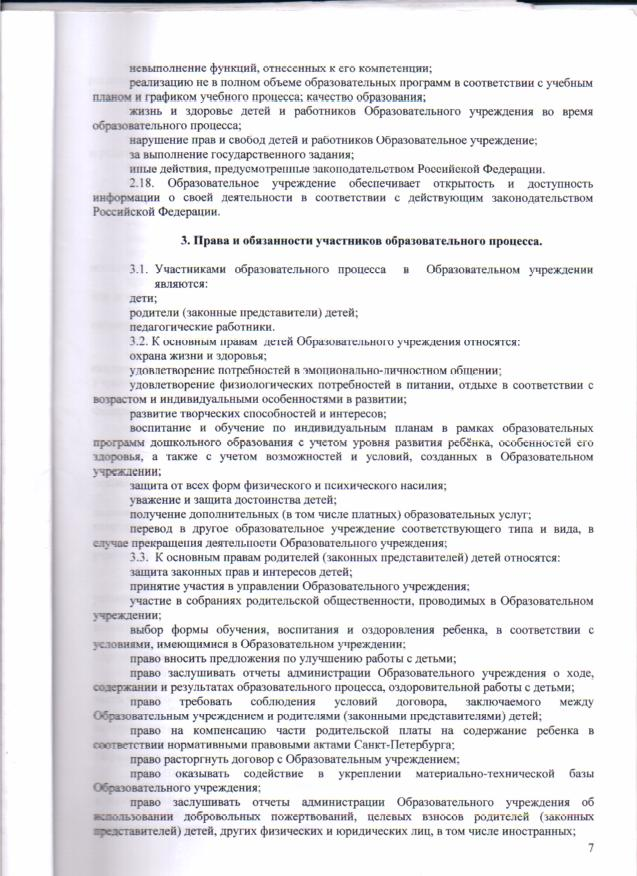 невыполнение функций, отнесенных к его компетенции;
реализацию не в полном объеме образовательных программ в соответствии с учебным
планом и графиком учебного процесса; качество образования;
жизнь и здоровье детей и работников Образовательного учреждения во время
образовательного процесса;
нарушение прав и свобод детей и работников Образовательное учреждение;
за выполнение государственного задания;
иные действия, предусмотренные законодательством Российской Федерации.
2.18. Образовательное учреждение обеспечивает открытость и доступность
информации о своей деятельности в соответствии с действующим законодательством
Российской Федерации.
3. Права и обязанности участников образовательного процесса.
3.1. Участниками образовательного процесса в Образовательном учреждении
являются:
дети;
родители (законные представители) детей;
педагогические работники.
3.2. К основным правам детей Образовательного учреждения относятся:
охрана жизни и здоровья;
удовлетворение потребностей в эмоционально-личностном общении;
удовлетворение физиологических потребностей в питании, отдыхе в соответствии с
возрастом и индивидуальными особенностями в развитии;
развитие творческих способностей и интересов;
воспитание и обучение по индивидуальным планам в рамках образовательных
программ дошкольного образования с учетом уровня развития ребёнка, особенностей его
здоровья, а также с учетом возможностей и условий, созданных в Образовательном
учреждении;
защита от всех форм физического и психического насилия;
уважение и защита достоинства детей;
получение дополнительных (в том числе платных) образовательных услуг;
перевод в другое образовательное учреждение соответствующего типа и вида, в
случае прекращения деятельности Образовательного учреждения;
3.3. К основным правам родителей (законных представителей) детей относятся:
защита законных прав и интересов детей;
принятие участия в управлении Образовательного учреждения;
участие в собраниях родительской общественности, проводимых в Образовательном
учреждении;
выбор формы обучения, воспитания и оздоровления ребенка, в соответствии с
условиями, имеющимися в Образовательном учреждении;
право вносить предложения по улучшению работы с детьми;
право заслушивать отчеты администрации Образовательного учреждения о ходе,
содержании и результатах образовательного процесса, оздоровительной работы с детьми;
право требовать соблюдения условий договора, заключаемого между
Образовательным учреждением и родителями (законными представителями) детей;
право на компенсацию части родительской платы на содержание ребенка в
соответствии нормативными правовыми актами Санкт-Петербурга;
право расторгнуть договор с Образовательным учреждением;
право оказывать содействие в укреплении материально-технической базы
Образовательного учреждения;
право заслушивать отчеты администрации Образовательного учреждения об
использовании добровольных пожертвований, целевых взносов родителей (законных
представителей) детей, других физических и юридических лиц, в том числе иностранных;
7